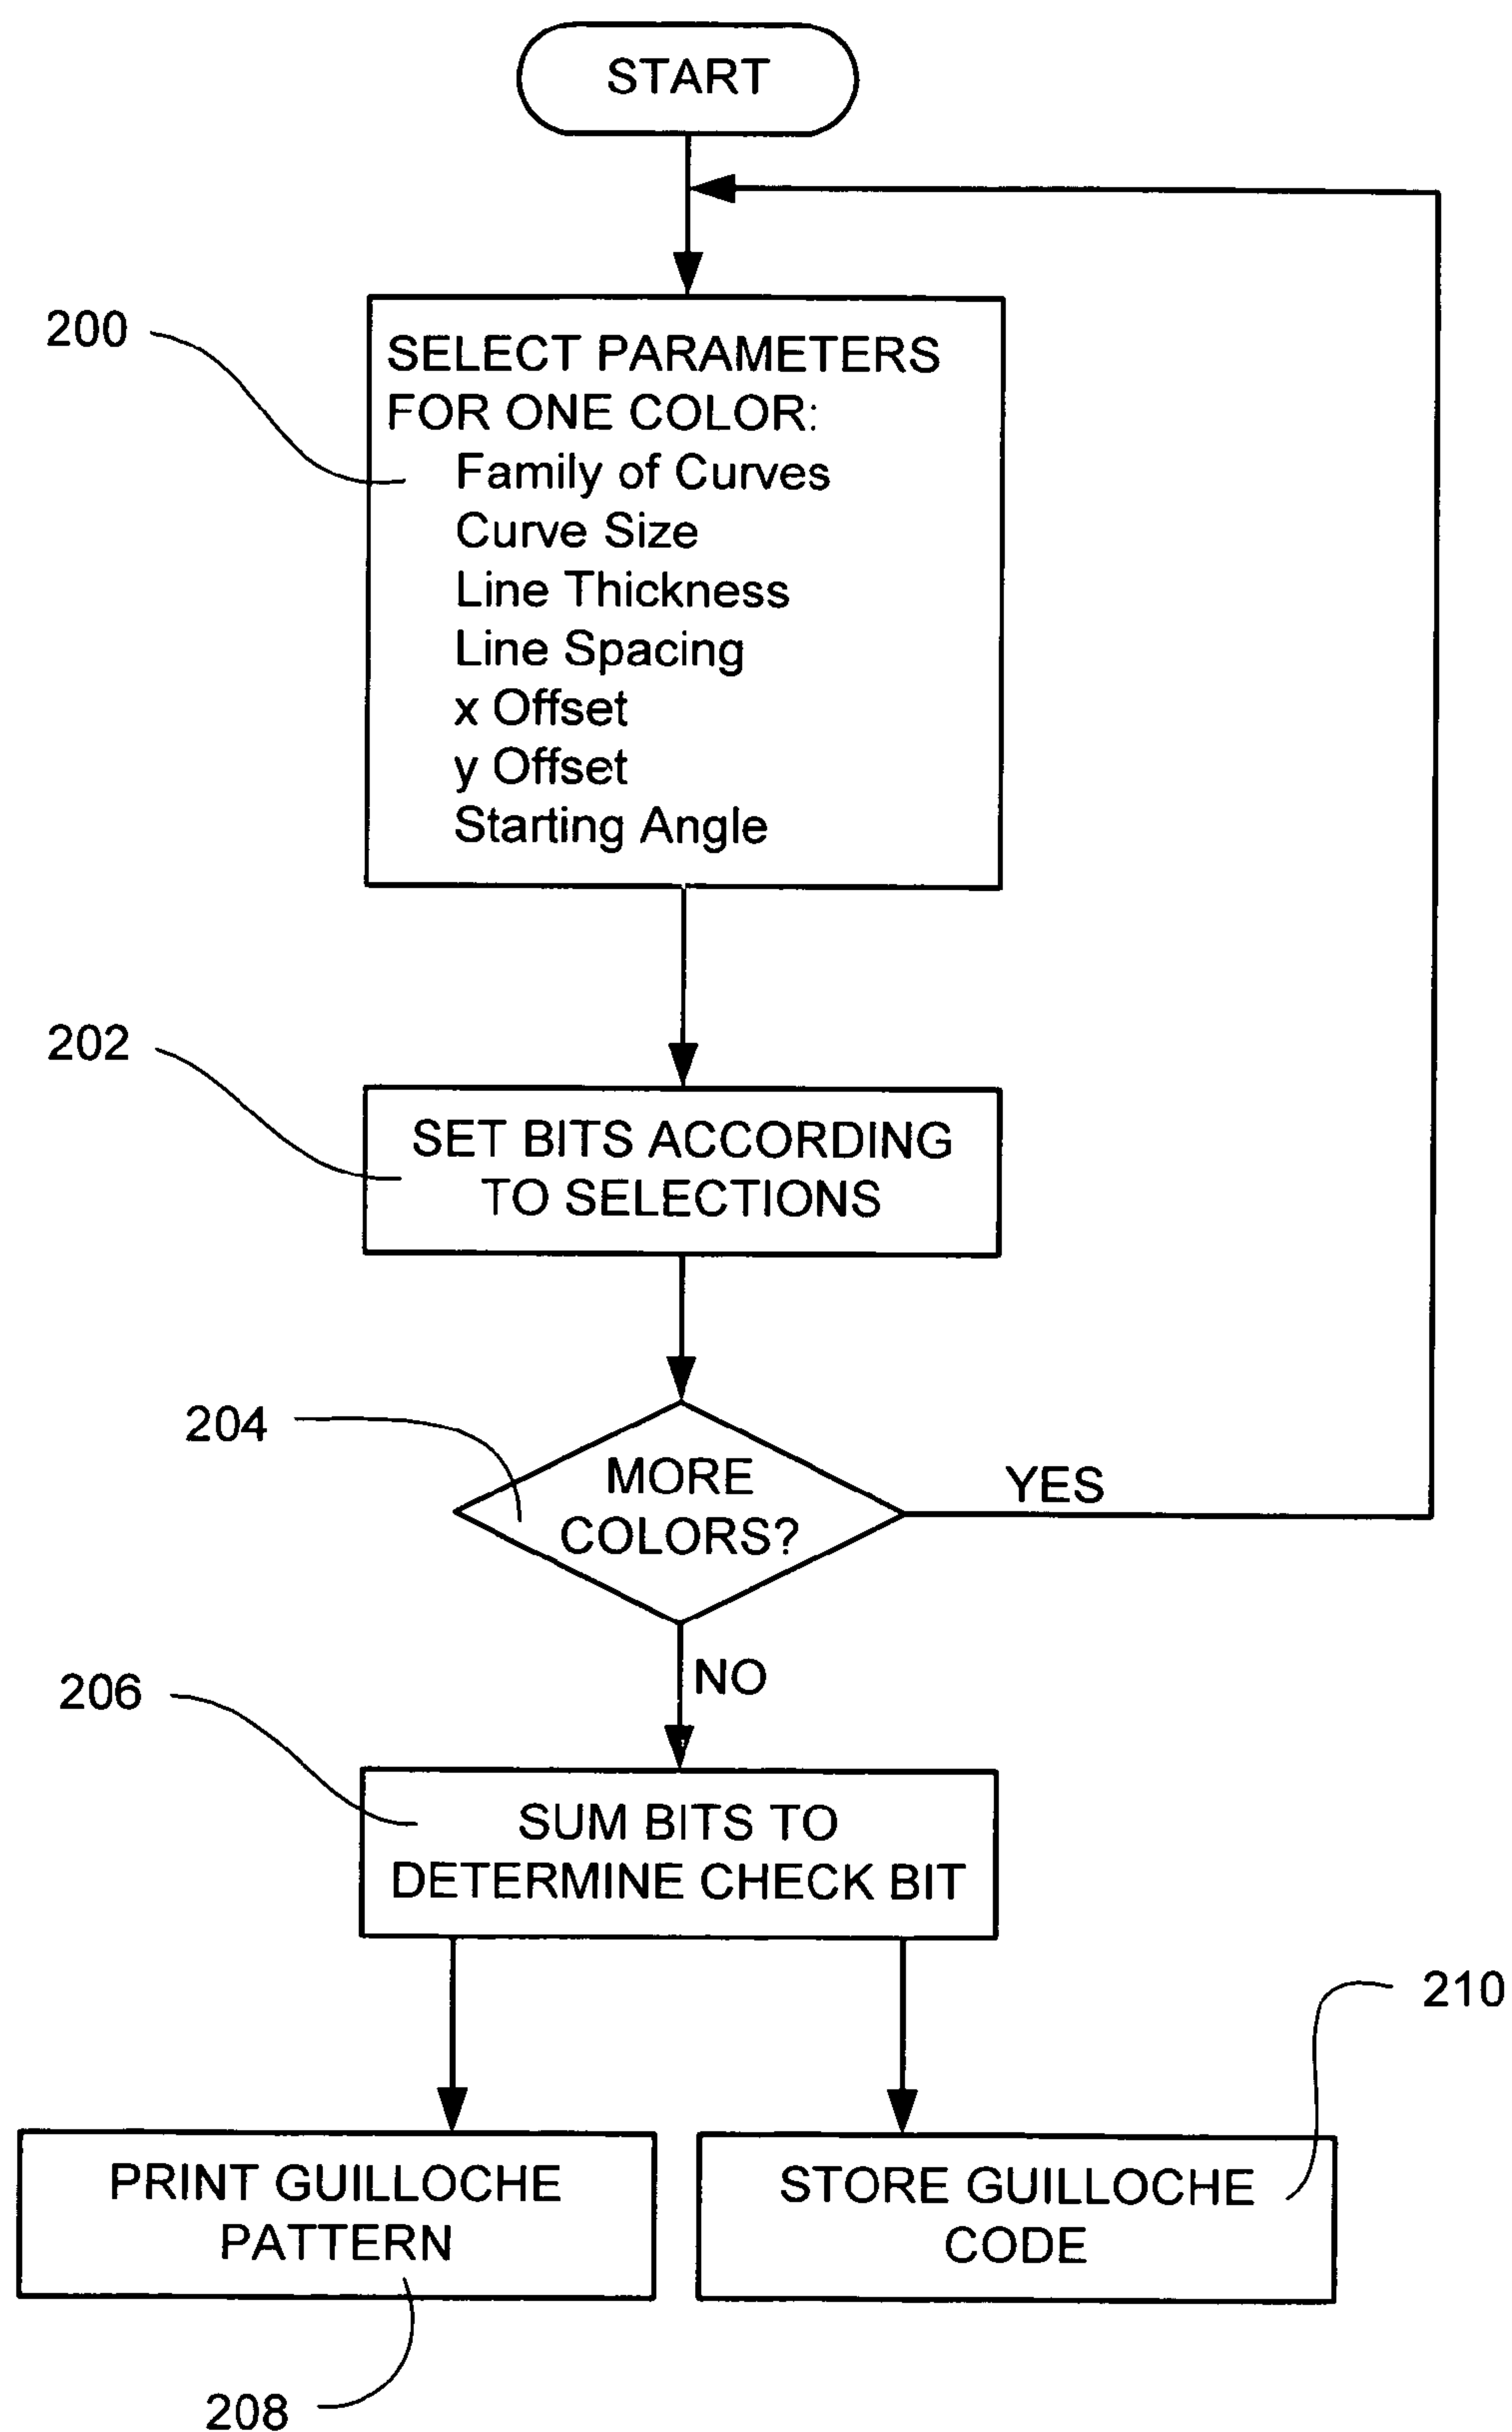 START
200
SELECT PARAMETERS
FOR ONE COLOR:
Family of Curves
Curve Size
Line Thickness
Line Spacing
x Offset
y Offset
Starting Angle
202
SET BITS ACCORDING
TO SELECTIONS
204
MORE
COLORS?
YES
NO
206
SUM BITS TO
DETERMINE CHECK BIT
210
PRINT GUILLOCHE
PATTERN
STORE GUILLOCHE
CODE
208